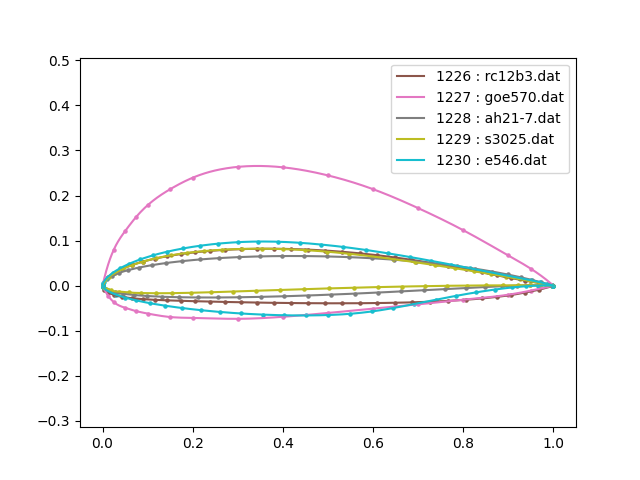 0.5
0.4
0.3
0.2
0.1
0.0
−0.1
−0.2
−0.3
0.0 0.2 0.4 0.6 0.8 1.0
1226 : rc12b3.dat
1227 : goe570.dat
1228 : ah21-7.dat
1229 : s3025.dat
1230 : e546.dat